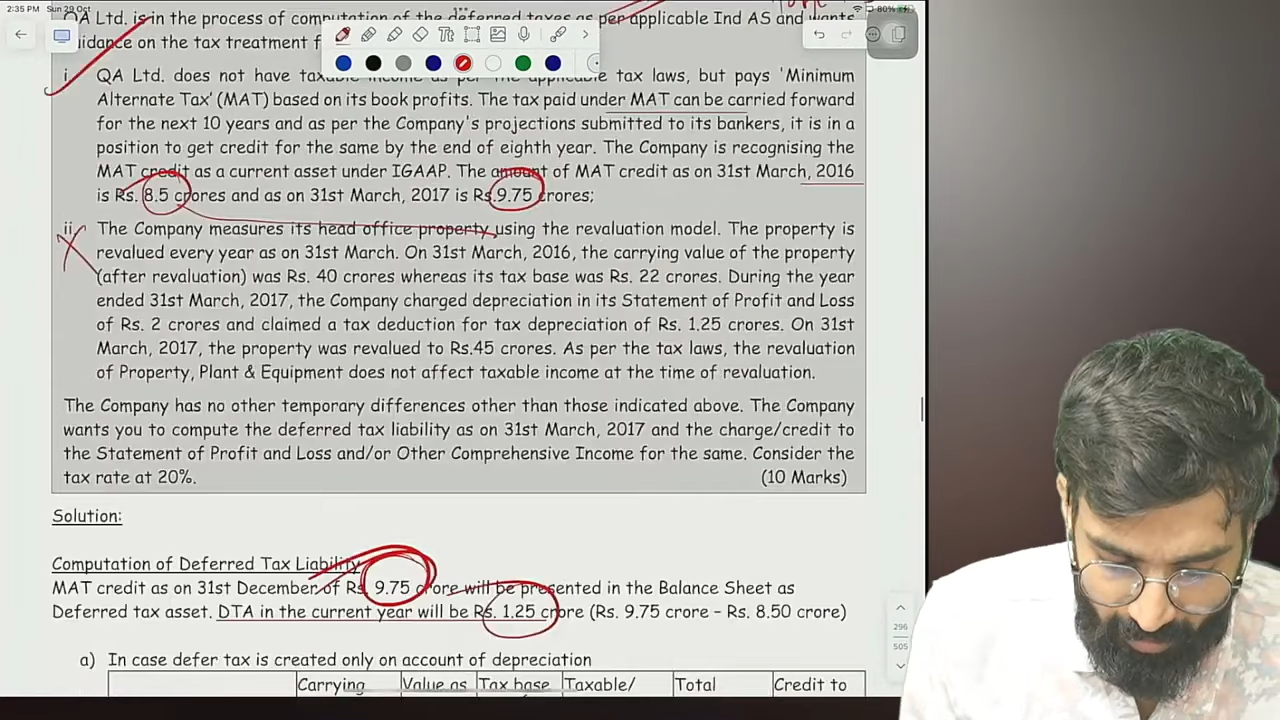 2:35 PM Sun 29 Oct
80%
QA Ltd. is in the process of computation of the deferred taxes as per applicable Ind AS and wants
guidance on the tax treatment f
i. QA Ltd. does not have taxable income as per the applicable tax laws, but pays 'Minimum
Alternate Tax' (MAT) based on its book profits. The tax paid under MAT can be carried forward
for the next 10 years and as per the Company's projections submitted to its bankers, it is in a
position to get credit for the same by the end of eighth year. The Company is recognising the
MAT credit as a current asset under IGAAP. The amount of MAT credit as on 31st March, 2016
is Rs. 8.5 crores and as on 31st March, 2017 is Rs.9.75 crores;
ii. The Company measures its head office property using the revaluation model. The property is
revalued every year as on 31st March. On 31st March, 2016, the carrying value of the property
(after revaluation) was Rs. 40 crores whereas its tax base was Rs. 22 crores. During the year
ended 31st March, 2017, the Company charged depreciation in its Statement of Profit and Loss
of Rs. 2 crores and claimed a tax deduction for tax depreciation of Rs. 1.25 crores. On 31st
March, 2017, the property was revalued to Rs.45 crores. As per the tax laws, the revaluation
of Property, Plant & Equipment does not affect taxable income at the time of revaluation.
The Company has no other temporary differences other than those indicated above. The Company
wants you to compute the deferred tax liability as on 31st March, 2017 and the charge/credit to
the Statement of Profit and Loss and/or Other Comprehensive Income for the same. Consider the
tax rate at 20%. (10 Marks)
Solution:
Computation of Deferred Tax Liability
MAT credit as on 31st December of Rs. 9.75 crore will be presented in the Balance Sheet as
Deferred tax asset. DTA in the current year will be Rs. 1.25 crore (Rs. 9.75 crore – Rs. 8.50 crore)
296
505
a) In case defer tax is created only on account of depreciation
Carrying Value as Tax base Taxable/ Total Credit to